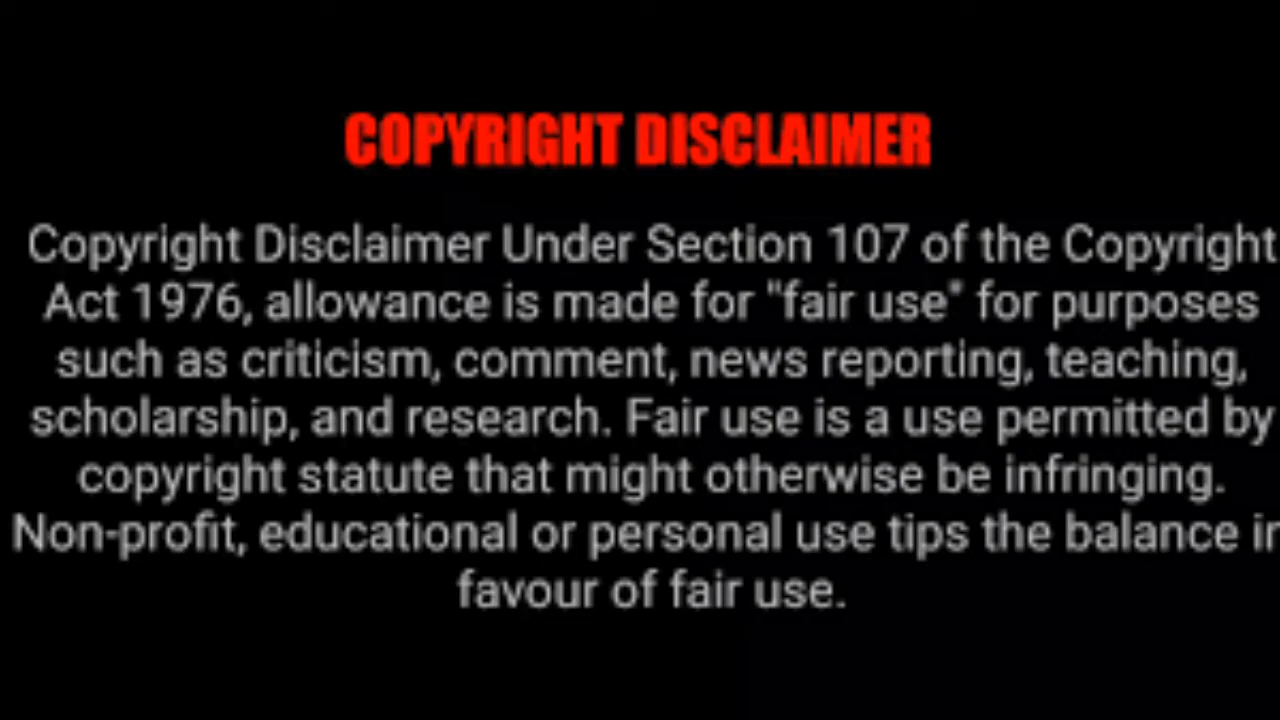 COPYRIGHT DISCLAIMER
Copyright Disclaimer Under Section 107 of the Copyright
Act 1976, allowance is made for "fair use" for purposes
such as criticism, comment, news reporting, teaching,
scholarship, and research. Fair use is a use permitted by
copyright statute that might otherwise be infringing.
Non-profit, educational or personal use tips the balance in
favour of fair use.